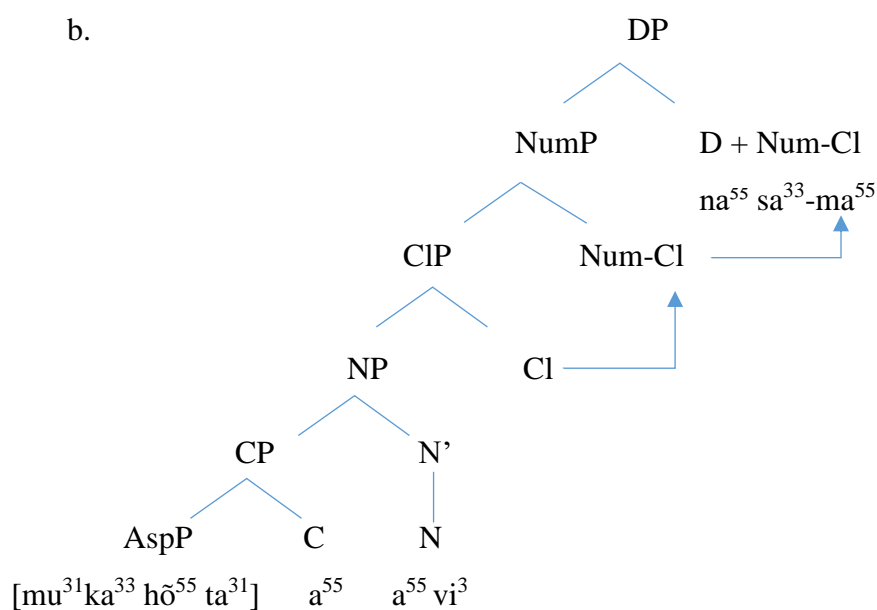 b. DP
NumP D + Num-Cl
na⁵⁵ sa³³-ma⁵⁵
ClP Num-Cl
NP Cl
CP N’
AspP C N
[mu³¹ka³³ hõ⁵⁵ ta³¹] a⁵⁵ a⁵⁵ vi³